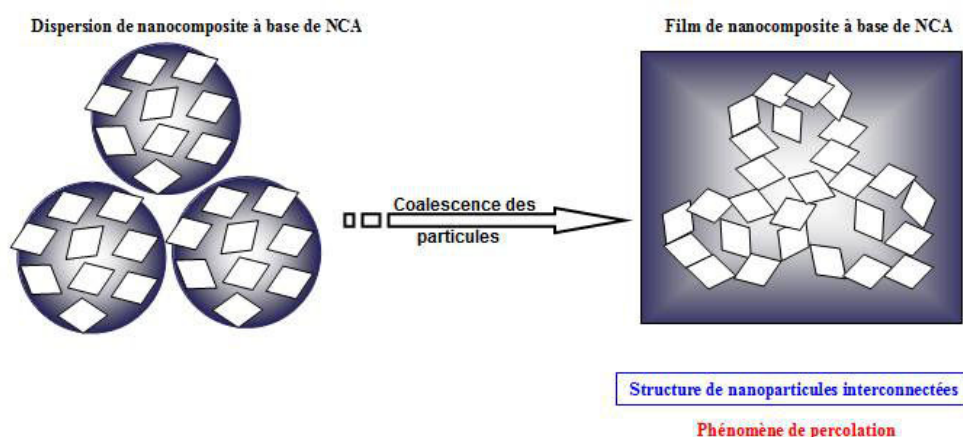 Dispersion de nanocomposite à base de NCA
Film de nanocomposite à base de NCA
Coalescence des
particules
Structure de nanoparticules interconnectées
Phénomène de percolation